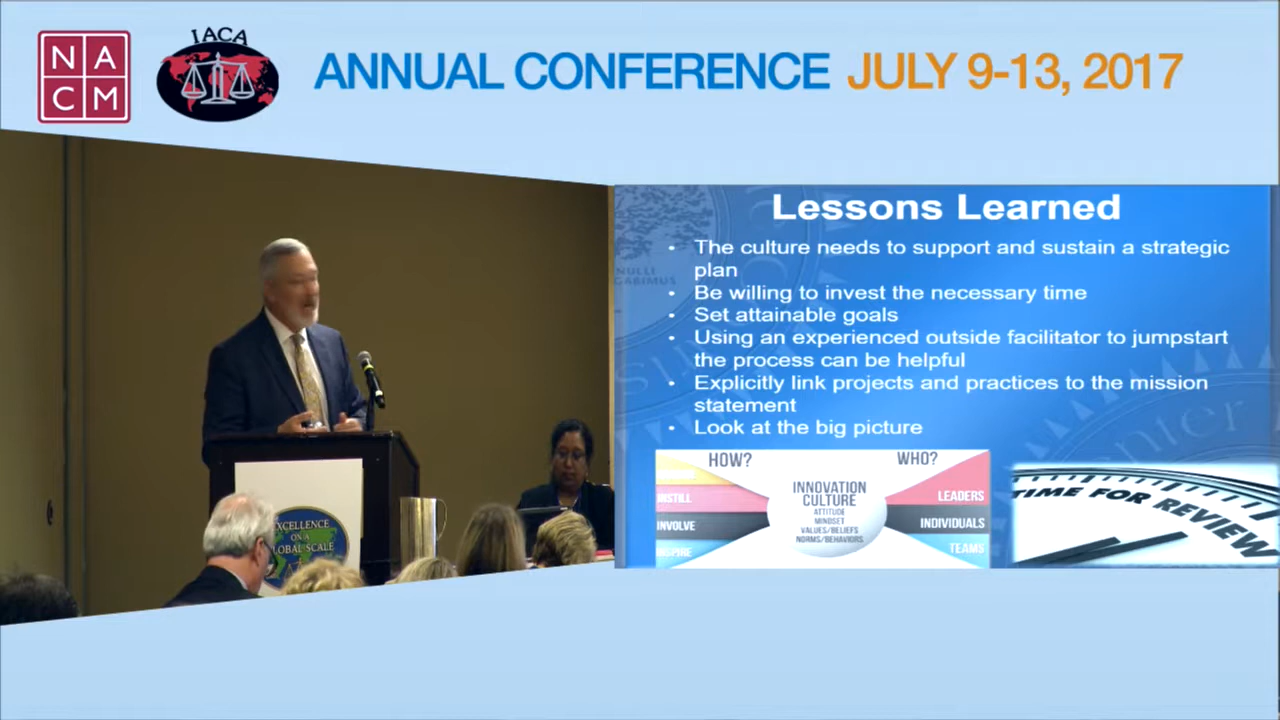 NA
CM
IACA
ANNUAL CONFERENCE JULY 9-13, 2017
Lessons Learned
• The culture needs to support and sustain a strategic
plan
• Be willing to invest the necessary time
• Set attainable goals
• Using an experienced outside facilitator to jumpstart
the process can be helpful
• Explicitly link projects and practices to the mission
statement
• Look at the big picture
NULLI
HOW?
WHO?
INSTILL
INVOLVE
INSPIRE
INNOVATION
CULTURE
ATTITUDE
MINDSET
VALUES/BELIEFS
NORMS/BEHAVIORS
LEADERS
INDIVIDUALS
TEAMS
TIME FOR REVIEW
EXCELLENCE
ON A
GLOBAL SCALE